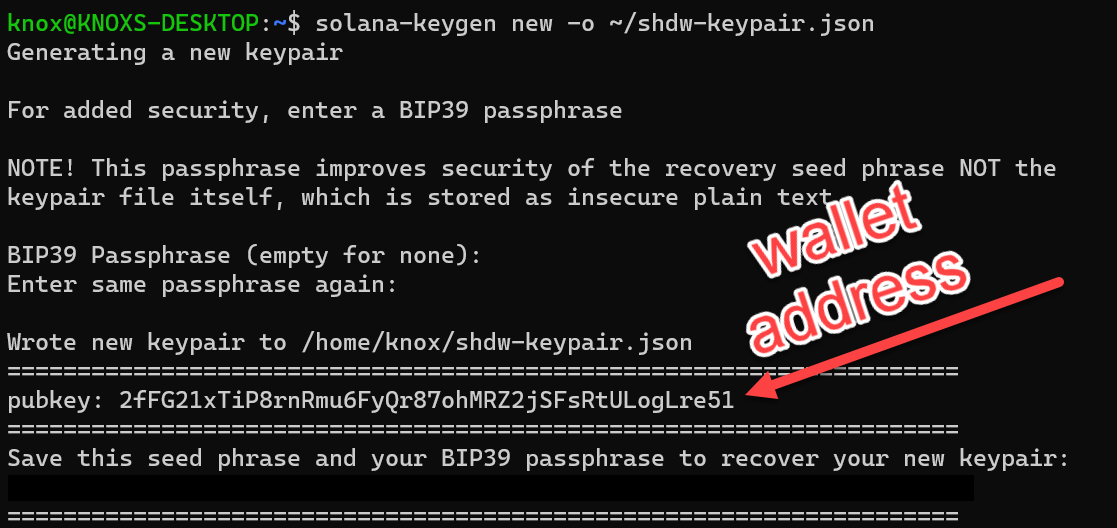 knox@KNOXS-DESKTOP:~$ solana-keygen new -o ~/shdw-keypair.json
Generating a new keypair
For added security, enter a BIP39 passphrase
NOTE! This passphrase improves security of the recovery seed phrase NOT the
keypair file itself, which is stored as insecure plain text
BIP39 Passphrase (empty for none):
Enter same passphrase again:
wallet
address
Wrote new keypair to /home/knox/shdw-keypair.json
====================================================================
pubkey: 2fFG21xTiP8rnRmu6FyQr87ohMRZ2jSFsRtULogLre51
====================================================================
Save this seed phrase and your BIP39 passphrase to recover your new keypair:
====================================================================